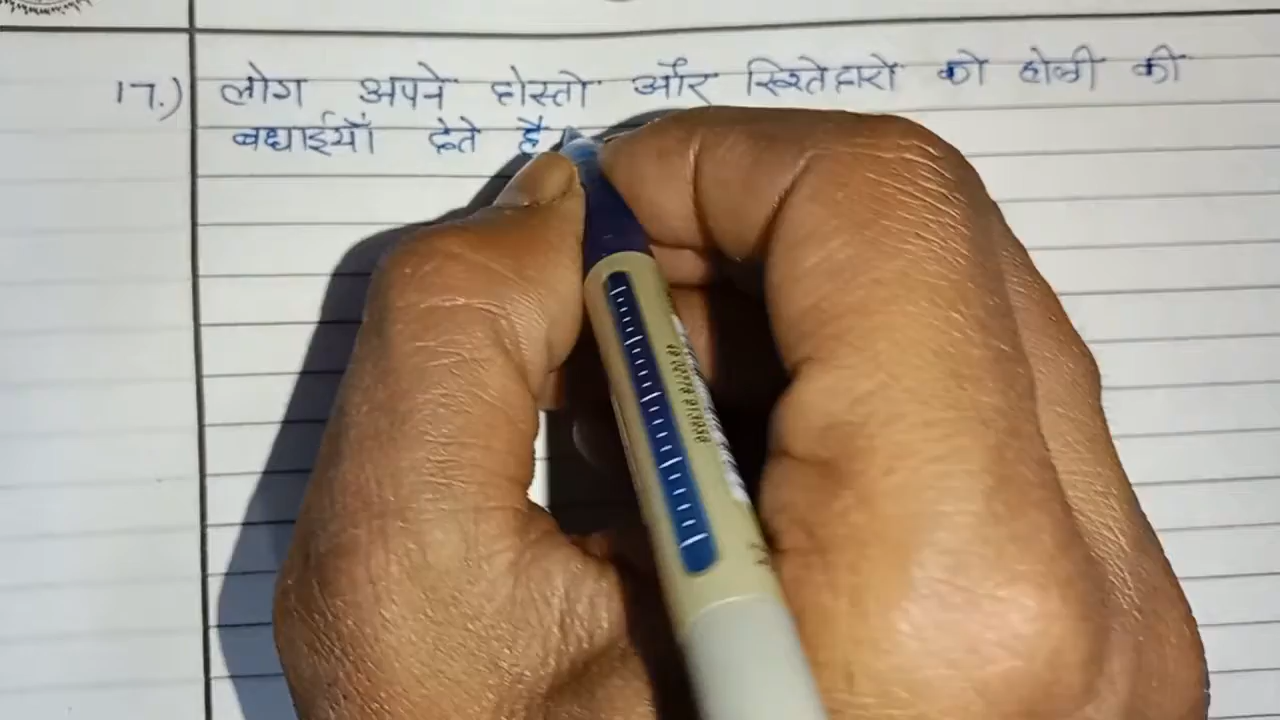 17.) लोग अपने दोस्तो और रिश्तेदारो को होली की
बधाईयाँ देते है